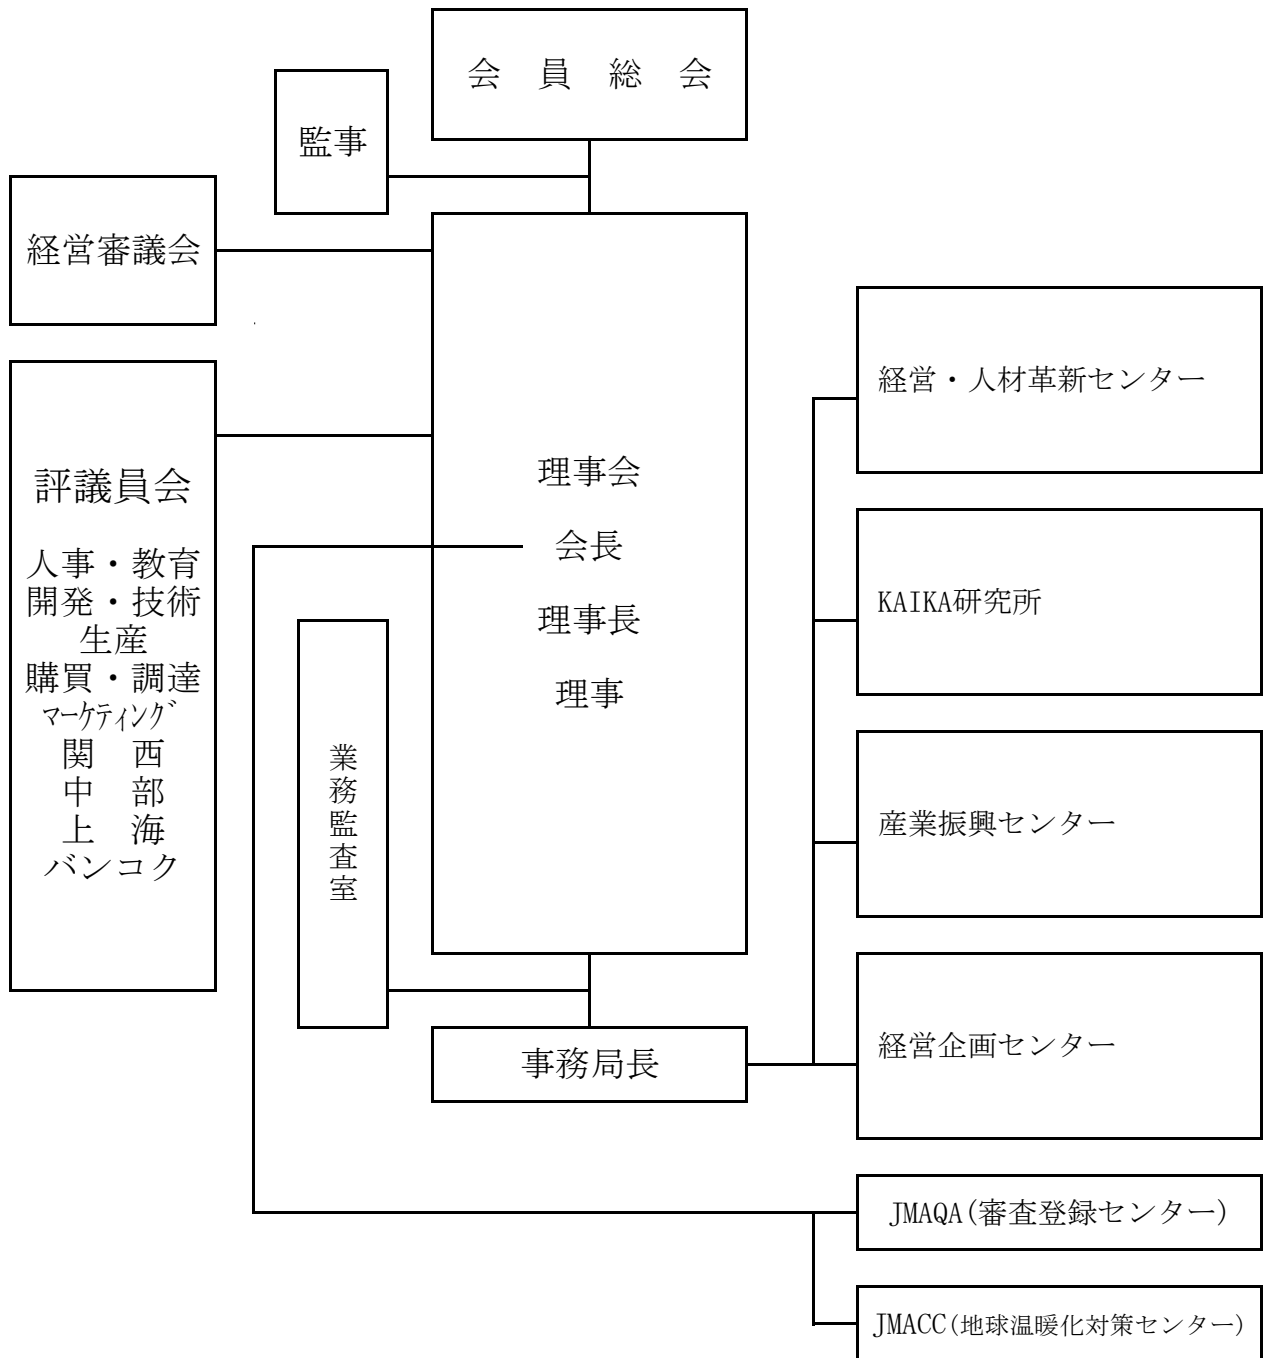 会　員　総　会
監事
経営審議会
評議員会
人事・教育
開発・技術
生産
購買・調達
ﾏｰｹﾃｨﾝｸﾞ
関　西
中　部
上　海
バンコク
理事会
会長
理事長
理事
業務監査室
事務局長
経営・人材革新センター
KAIKA研究所
産業振興センター
経営企画センター
JMAQA(審査登録センター)
JMACC(地球温暖化対策センター)